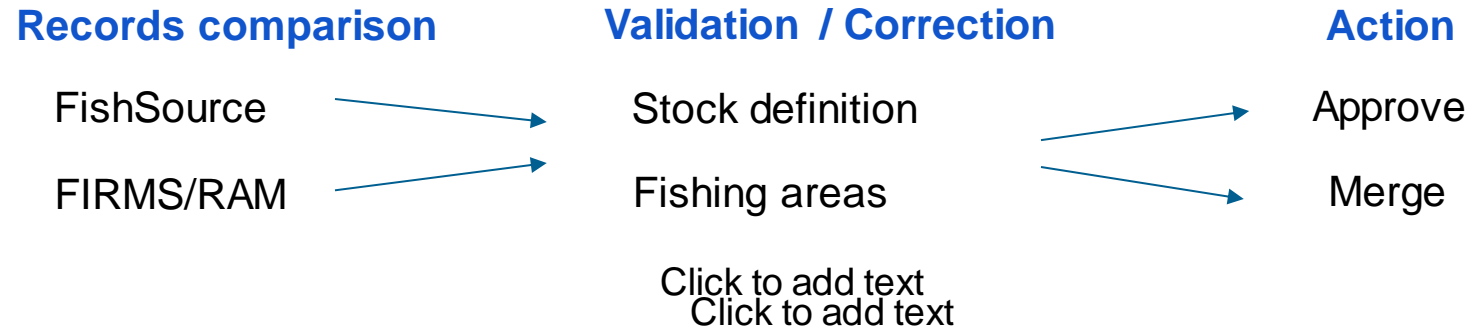 Records comparison
Validation / Correction
Action
FishSource
Stock definition
Approve
FIRMS/RAM
Fishing areas
Merge
Click to add text
Click to add text